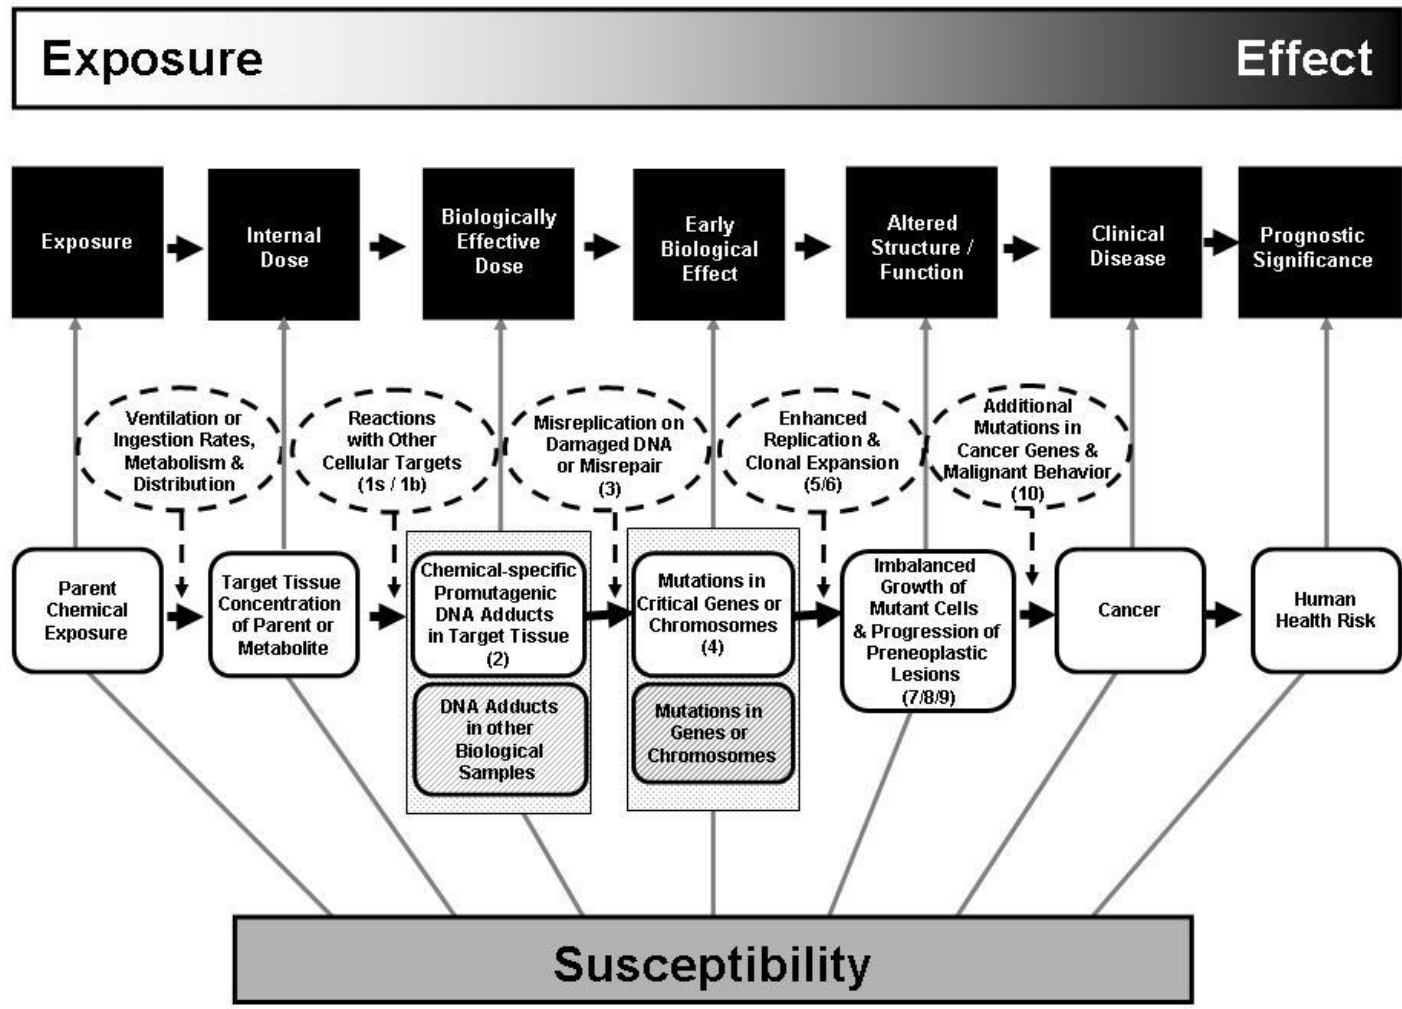 Exposure
Effect
Exposure
Internal
Dose
Biologically
Effective
Dose
Early
Biological
Effect
Altered
Structure /
Function
Clinical
Disease
Prognostic
Significance
Ventilation or
Ingestion Rates,
Metabolism &
Distribution
Reactions
with Other
Cellular Targets
(1s / 1b)
Misreplication on
Damaged DNA
or Misrepair
(3)
Enhanced
Replication &
Clonal Expansion
(5/6)
Additional
Mutations in
Cancer Genes &
Malignant Behavior
(10)
Parent
Chemical
Exposure
Target Tissue
Concentration
of Parent or
Metabolite
Chemical-specific
Promutagenic
DNA Adducts
in Target Tissue
(2)
Mutations in
Critical Genes or
Chromosomes
(4)
Imbalanced
Growth of
Mutant Cells
& Progression of
Preneoplastic
Lesions
(7/8/9)
Cancer
Human
Health Risk
DNA Adducts
in other
Biological
Samples
Mutations in
Genes or
Chromosomes
Susceptibility